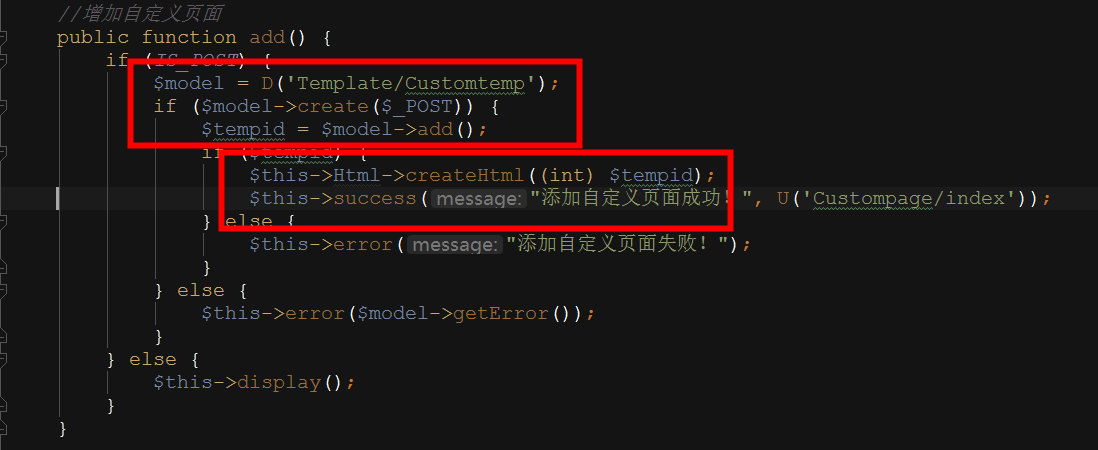 //增加自定义页面
public function add() {
if (IS_POST) {
$model = D('Template/Customtemp');
if ($model->create($_POST)) {
$tempid = $model->add();
if ($tempid) {
$this->Html->createHtml((int) $tempid);
$this->success( message: "添加自定义页面成功！", U('Custompage/index'));
} else {
$this->error( message: "添加自定义页面失败！");
}
} else {
$this->error($model->getError());
}
} else {
$this->display();
}
}